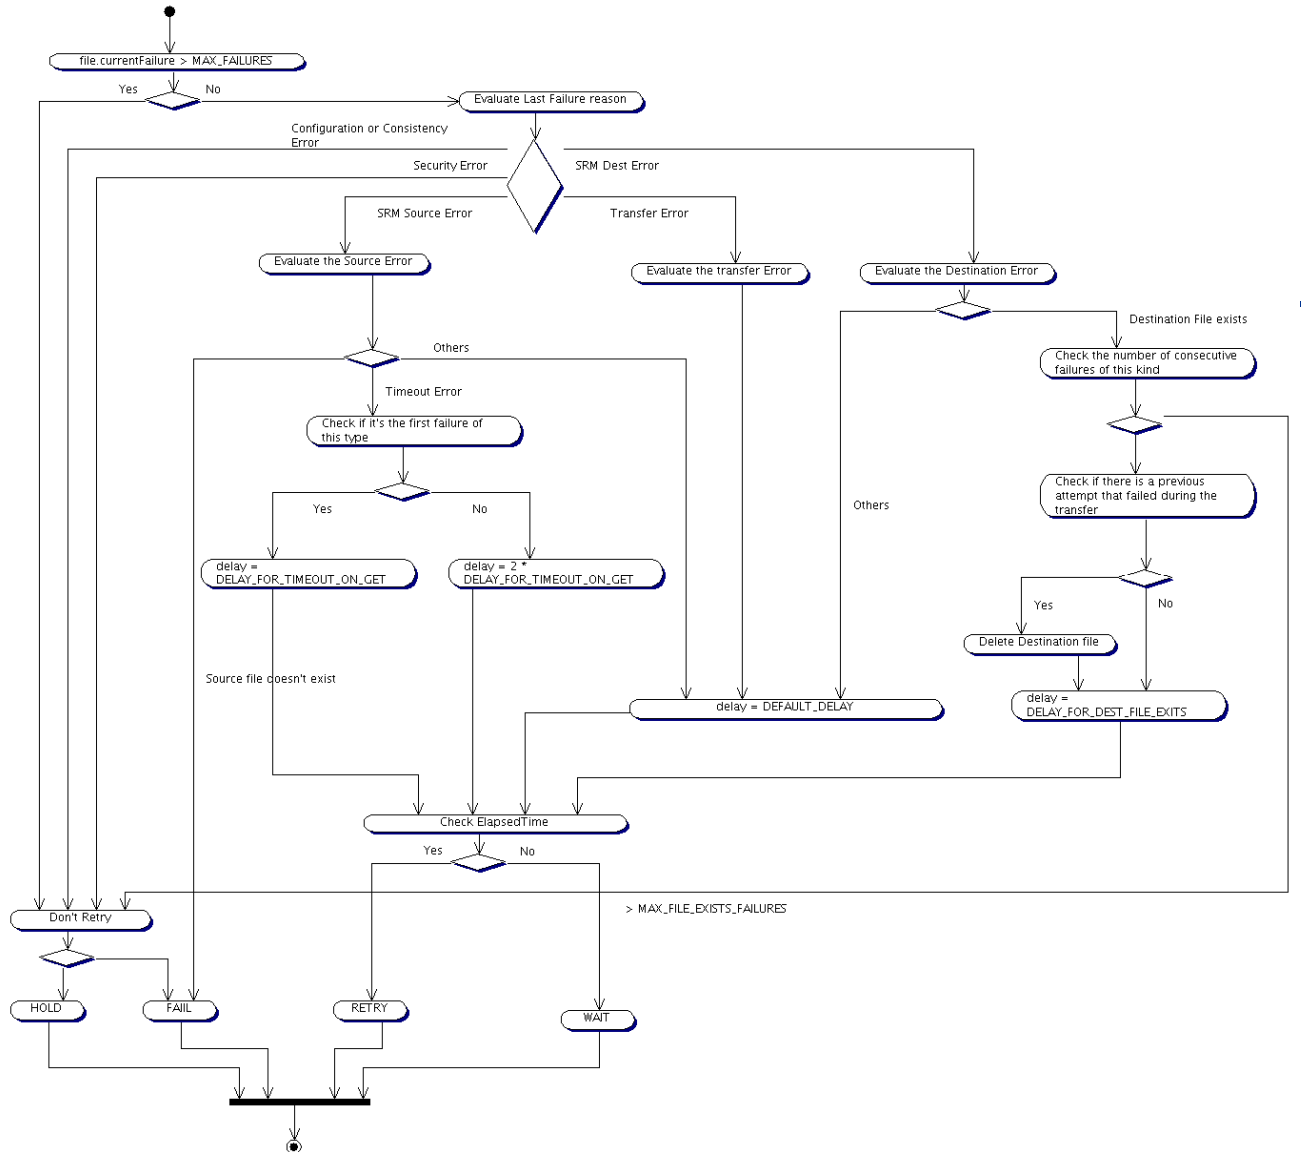 file.currentFailure > MAX_FAILURES
Yes
No
Evaluate Last Failure reason
Configuration or Consistency
Error
Security Error
SRM Dest Error
SRM Source Error
Transfer Error
Evaluate the Source Error
Evaluate the transfer Error
Evaluate the Destination Error
Destination File exists
Others
Check the number of consecutive
failures of this kind
Timeout Error
Check if it's the first failure of
this type
Check if there is a previous
attempt that failed during the
transfer
Yes
No
Others
delay =
DELAY_FOR_TIMEOUT_ON_GET
delay = 2 *
DELAY_FOR_TIMEOUT_ON_GET
Yes
No
Delete Destination file
Source file doesn't exist
delay = DEFAULT_DELAY
delay =
DELAY_FOR_DEST_FILE_EXITS
Check ElapsedTime
Yes
No
> MAX_FILE_EXISTS_FAILURES
Don't Retry
HOLD
FAIIL
RETRY
WAIT